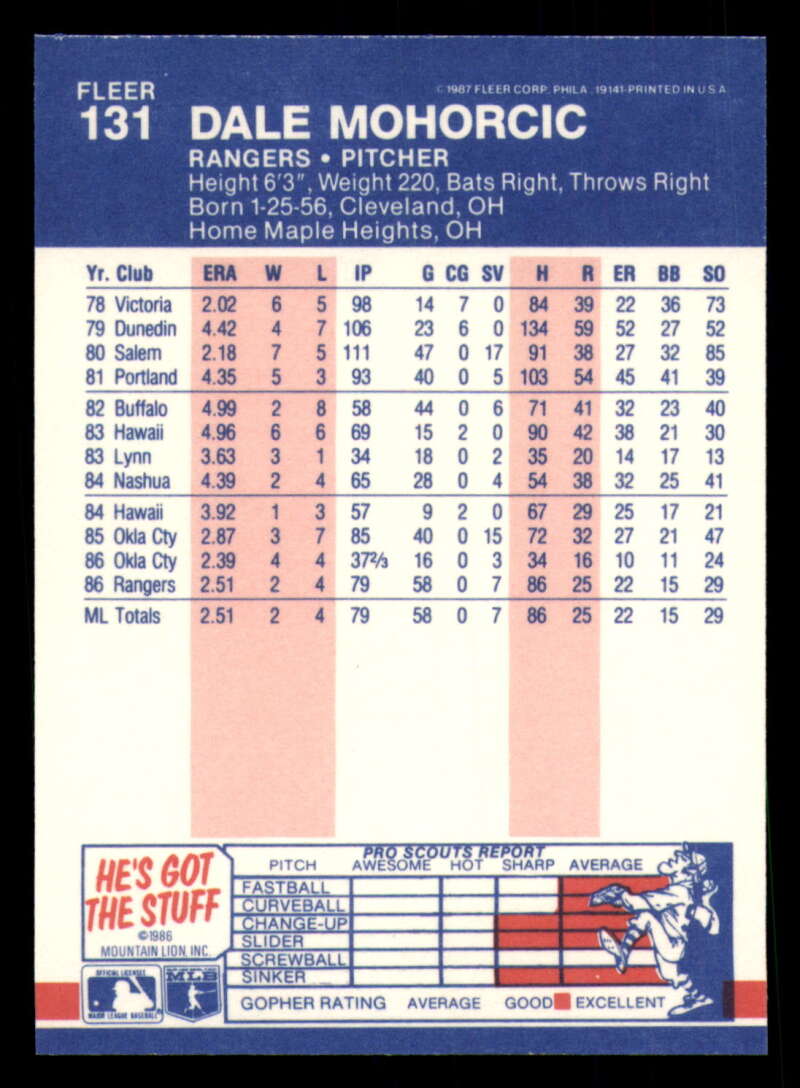 FLEER
131
© 1987 FLEER CORP. PHILA. 19141-PRINTED IN U S A
DALE MOHORCIC
RANGERS • PITCHER
Height 6'3", Weight 220, Bats Right, Throws Right
Born 1-25-56, Cleveland, OH
Home Maple Heights, OH
Yr. Club ERA W L IP G CG SV H R ER BB SO
78 Victoria 2.02 6 5 98 14 7 0 84 39 22 36 73
79 Dunedin 4.42 4 7 106 23 6 0 134 59 52 27 52
80 Salem 2.18 7 5 111 47 0 17 91 38 27 32 85
81 Portland 4.35 5 3 93 40 0 5 103 54 45 41 39
82 Buffalo 4.99 2 8 58 44 0 6 71 41 32 23 40
83 Hawaii 4.96 6 6 69 15 2 0 90 42 38 21 30
83 Lynn 3.63 3 1 34 18 0 2 35 20 14 17 13
84 Nashua 4.39 2 4 65 28 0 4 54 38 32 25 41
84 Hawaii 3.92 1 3 57 9 2 0 67 29 25 17 21
85 Okla Cty 2.87 3 7 85 40 0 15 72 32 27 21 47
86 Okla Cty 2.39 4 4 37⅔ 16 0 3 34 16 10 11 24
86 Rangers 2.51 2 4 79 58 0 7 86 25 22 15 29
ML Totals 2.51 2 4 79 58 0 7 86 25 22 15 29
HE'S GOT
THE STUFF
©1986
MOUNTAIN LION, INC.
PRO SCOUTS REPORT
PITCH AWESOME HOT SHARP AVERAGE
FASTBALL
CURVEBALL
CHANGE-UP
SLIDER
SCREWBALL
SINKER
GOPHER RATING AVERAGE GOOD EXCELLENT
OFFICIAL LICENSEE
MAJOR LEAGUE BASEBALL
MLB